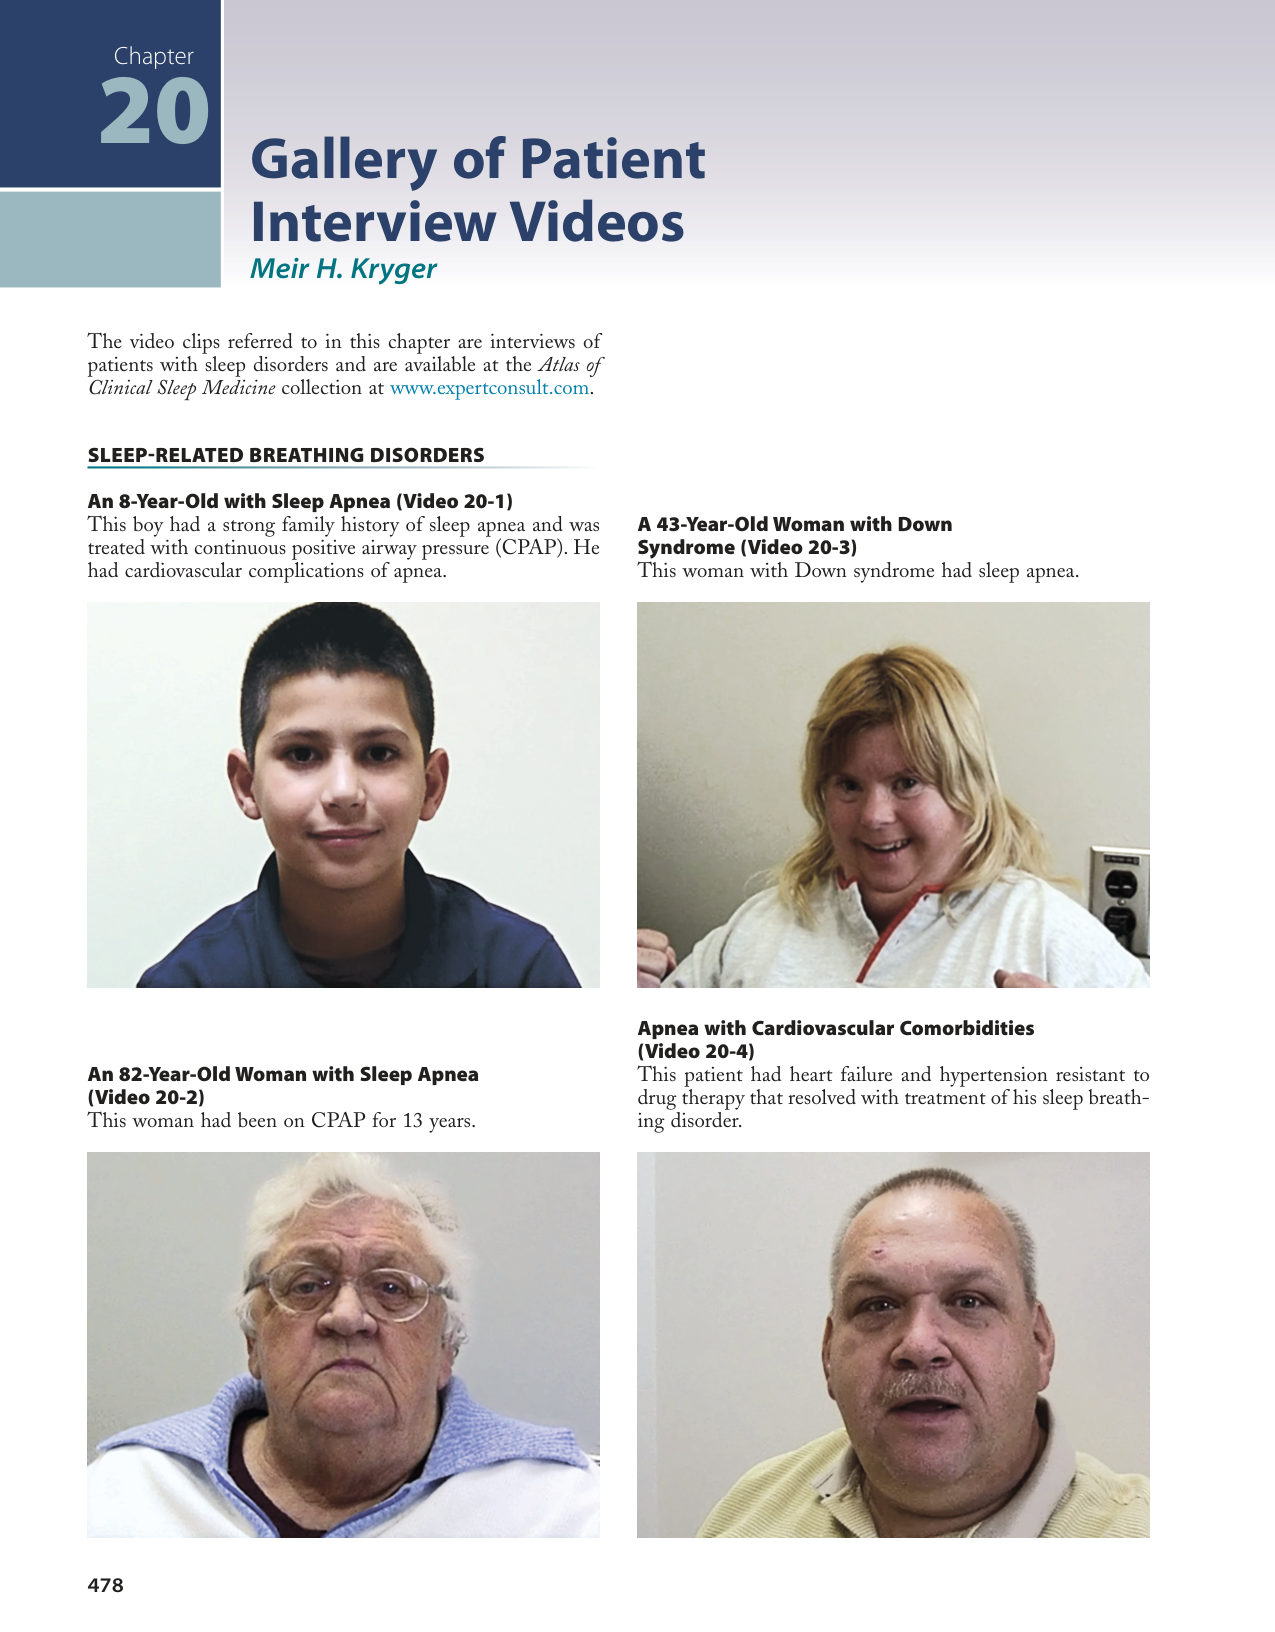 Chapter
20
Gallery of Patient
Interview Videos
Meir H. Kryger
The video clips referred to in this chapter are interviews of
patients with sleep disorders and are available at the Atlas of
Clinical Sleep Medicine collection at www.expertconsult.com.
SLEEP-RELATED BREATHING DISORDERS
An 8-Year-Old with Sleep Apnea (Video 20-1)
This boy had a strong family history of sleep apnea and was
treated with continuous positive airway pressure (CPAP). He
had cardiovascular complications of apnea.
An 82-Year-Old Woman with Sleep Apnea
(Video 20-2)
This woman had been on CPAP for 13 years.
A 43-Year-Old Woman with Down
Syndrome (Video 20-3)
This woman with Down syndrome had sleep apnea.
Apnea with Cardiovascular Comorbidities
(Video 20-4)
This patient had heart failure and hypertension resistant to
drug therapy that resolved with treatment of his sleep breath-
ing disorder.
478